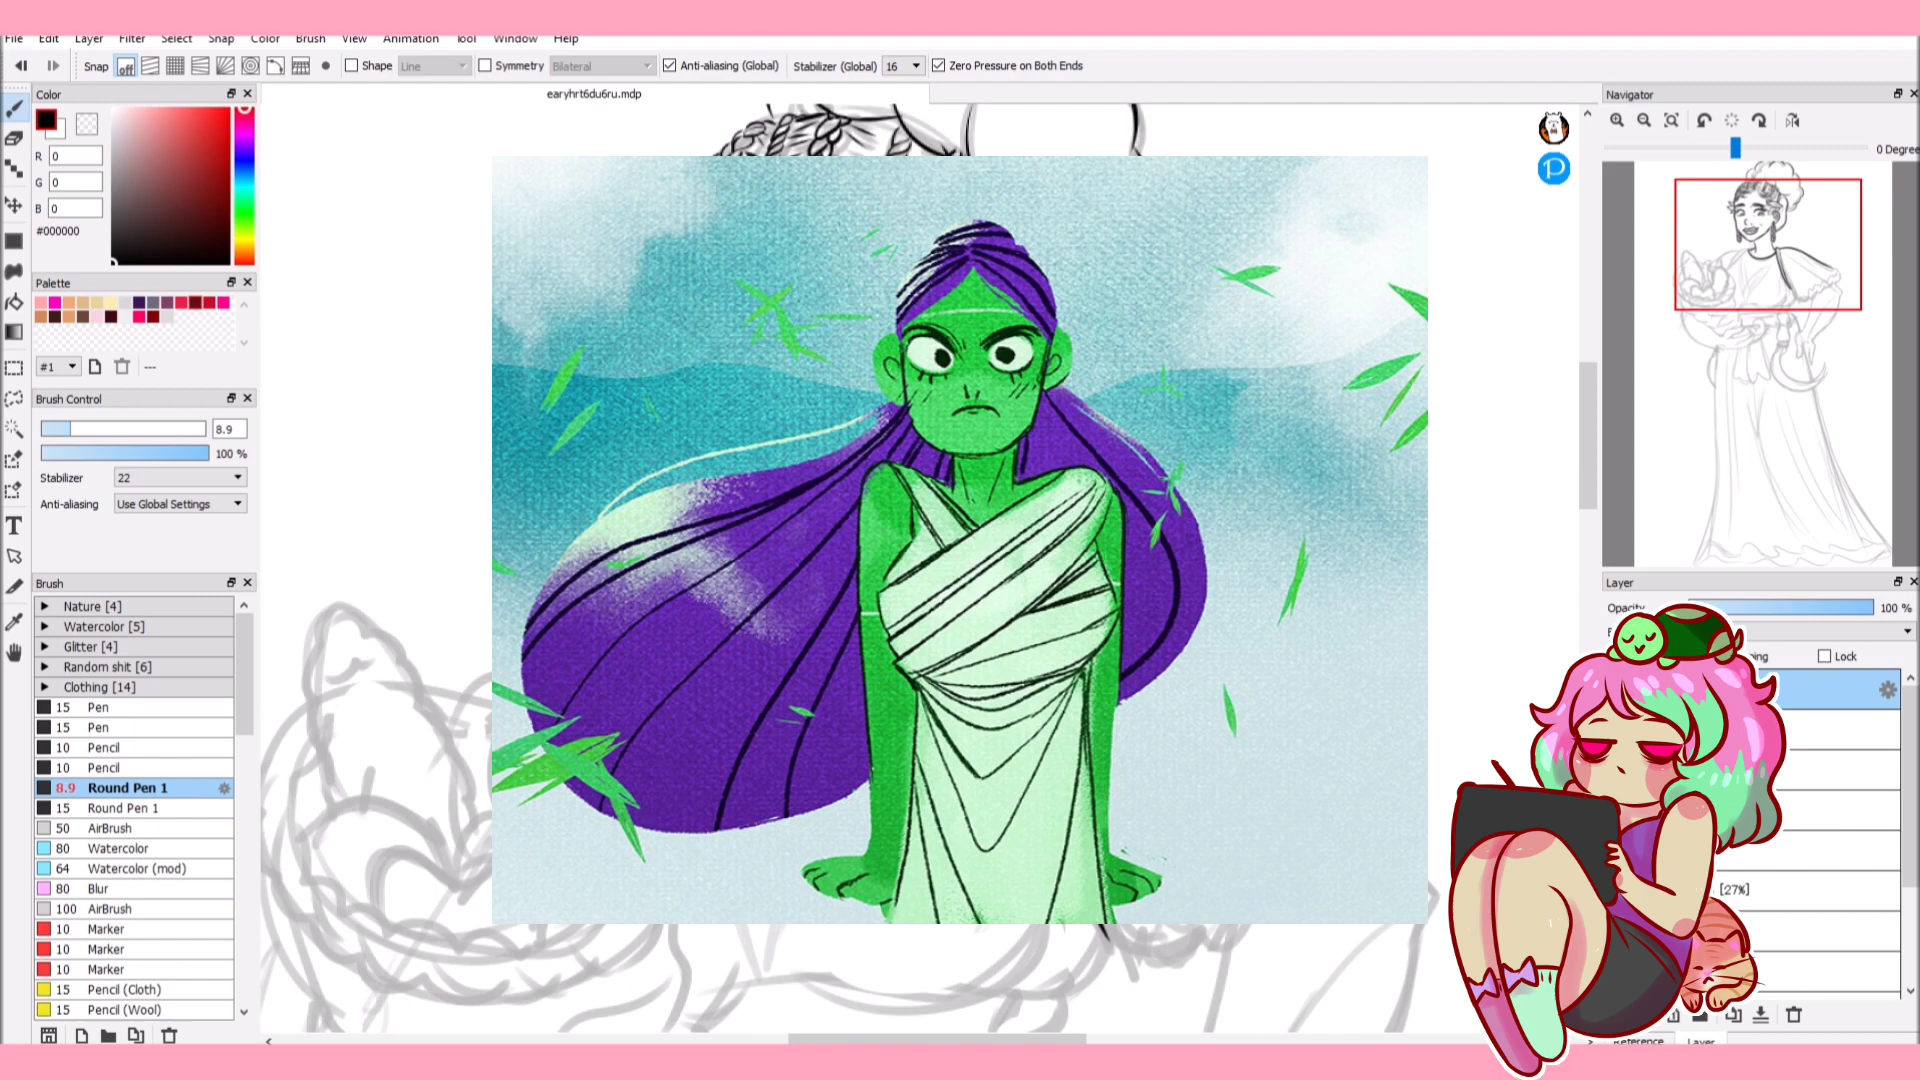 File Edit Layer Filter Select Snap Color Brush View Animation Tool Window Help
Snap off Shape Line Symmetry Bilateral Anti-aliasing (Global) Stabilizer (Global) 16 Zero Pressure on Both Ends
Color
earyhrt6du6ru.mdp
Navigator
R 0
G 0
B 0
#000000
0 Degree
P
Palette
#1
---
Brush Control
8.9
100 %
Stabilizer 22
Anti-aliasing Use Global Settings
Brush
Nature [4]
Watercolor [5]
Glitter [4]
Random shit [6]
Clothing [14]
15 Pen
15 Pen
10 Pencil
10 Pencil
8.9 Round Pen 1
15 Round Pen 1
50 AirBrush
80 Watercolor
64 Watercolor (mod)
80 Blur
100 AirBrush
10 Marker
10 Marker
10 Marker
15 Pencil (Cloth)
15 Pencil (Wool)
T
Layer
Opacity 100 %
Lock
[27%]
Reference Layer